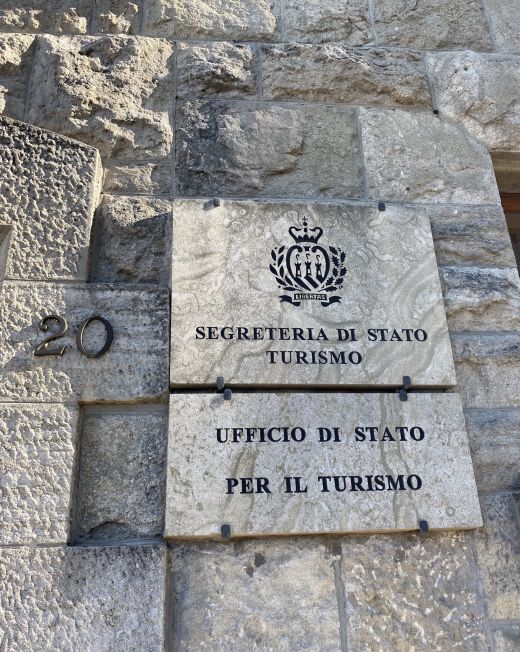 20
LIBERTAS
SEGRETERIA DI STATO
TURISMO
UFFICIO DI STATO
PER IL TURISMO